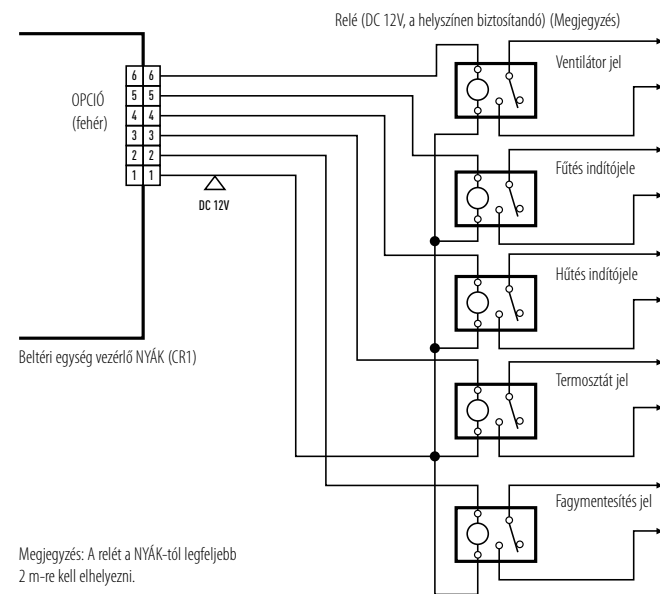 Relé (DC 12V, a helyszínen biztosítandó) (Megjegyzés)
Ventilátor jel
OPCIÓ
(fehér)
6 6
5 5
4 4
3 3
2 2
1 1
DC 12V
Fűtés indítójele
Hűtés indítójele
Beltéri egység vezérlő NYÁK (CR1)
Termosztát jel
Fagymentesítés jel
Megjegyzés: A relét a NYÁK-tól legfeljebb
2 m-re kell elhelyezni.